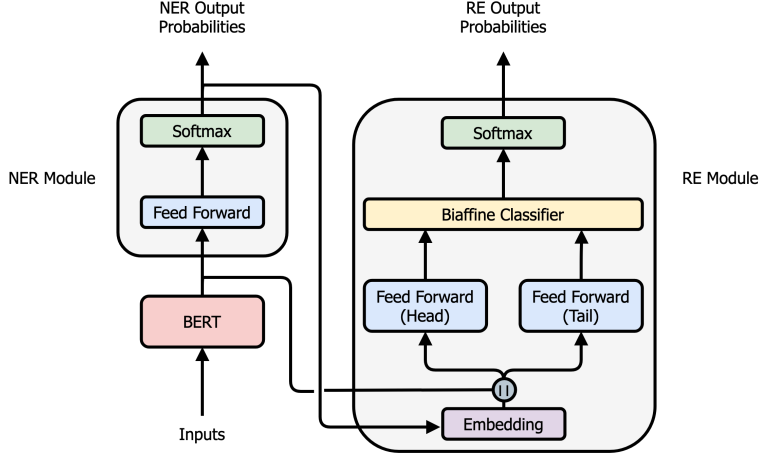 NER Output
Probabilities
RE Output
Probabilities
Softmax
Softmax
NER Module
RE Module
Feed Forward
Biaffine Classifier
Feed Forward
(Head)
Feed Forward
(Tail)
BERT
||
Embedding
Inputs